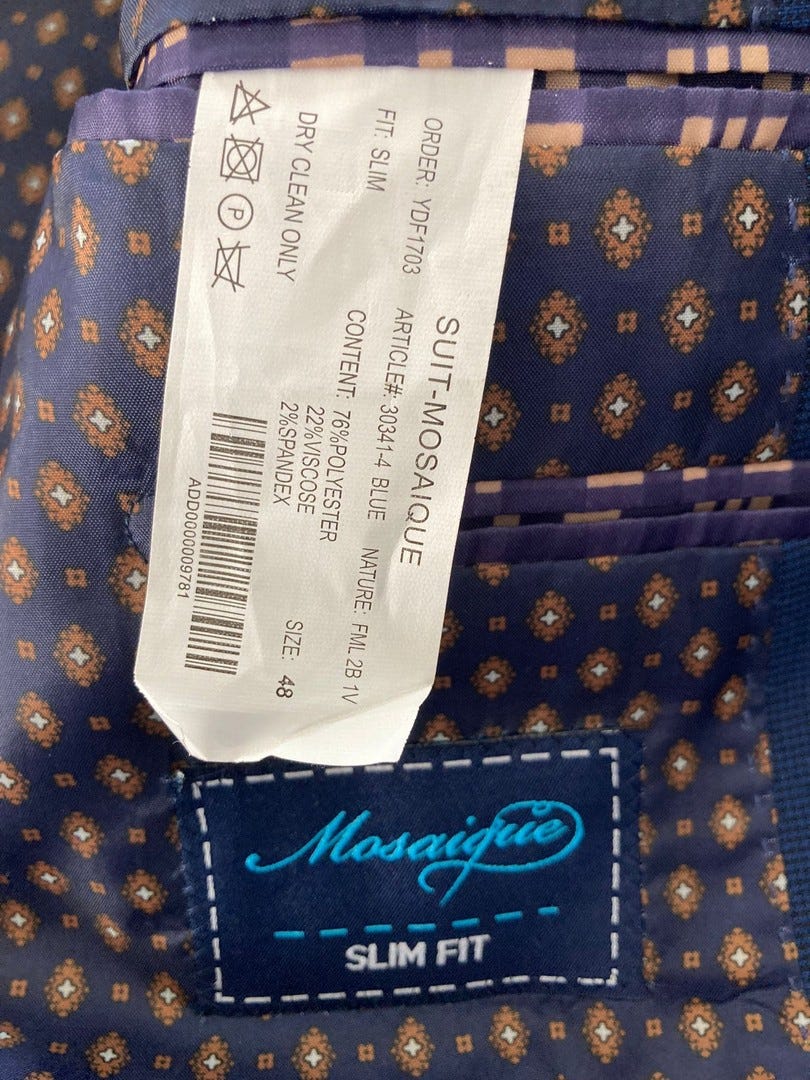 SUIT-MOSAIQUE
ORDER: YDF1703 ARTICLE#: 30341-4 BLUE NATURE: FML 2B 1V
FIT: SLIM CONTENT: 76%POLYESTER
22%VISCOSE
2%SPANDEX
DRY CLEAN ONLY SIZE: 48
P
ADD0000009781
Mosaique
SLIM FIT